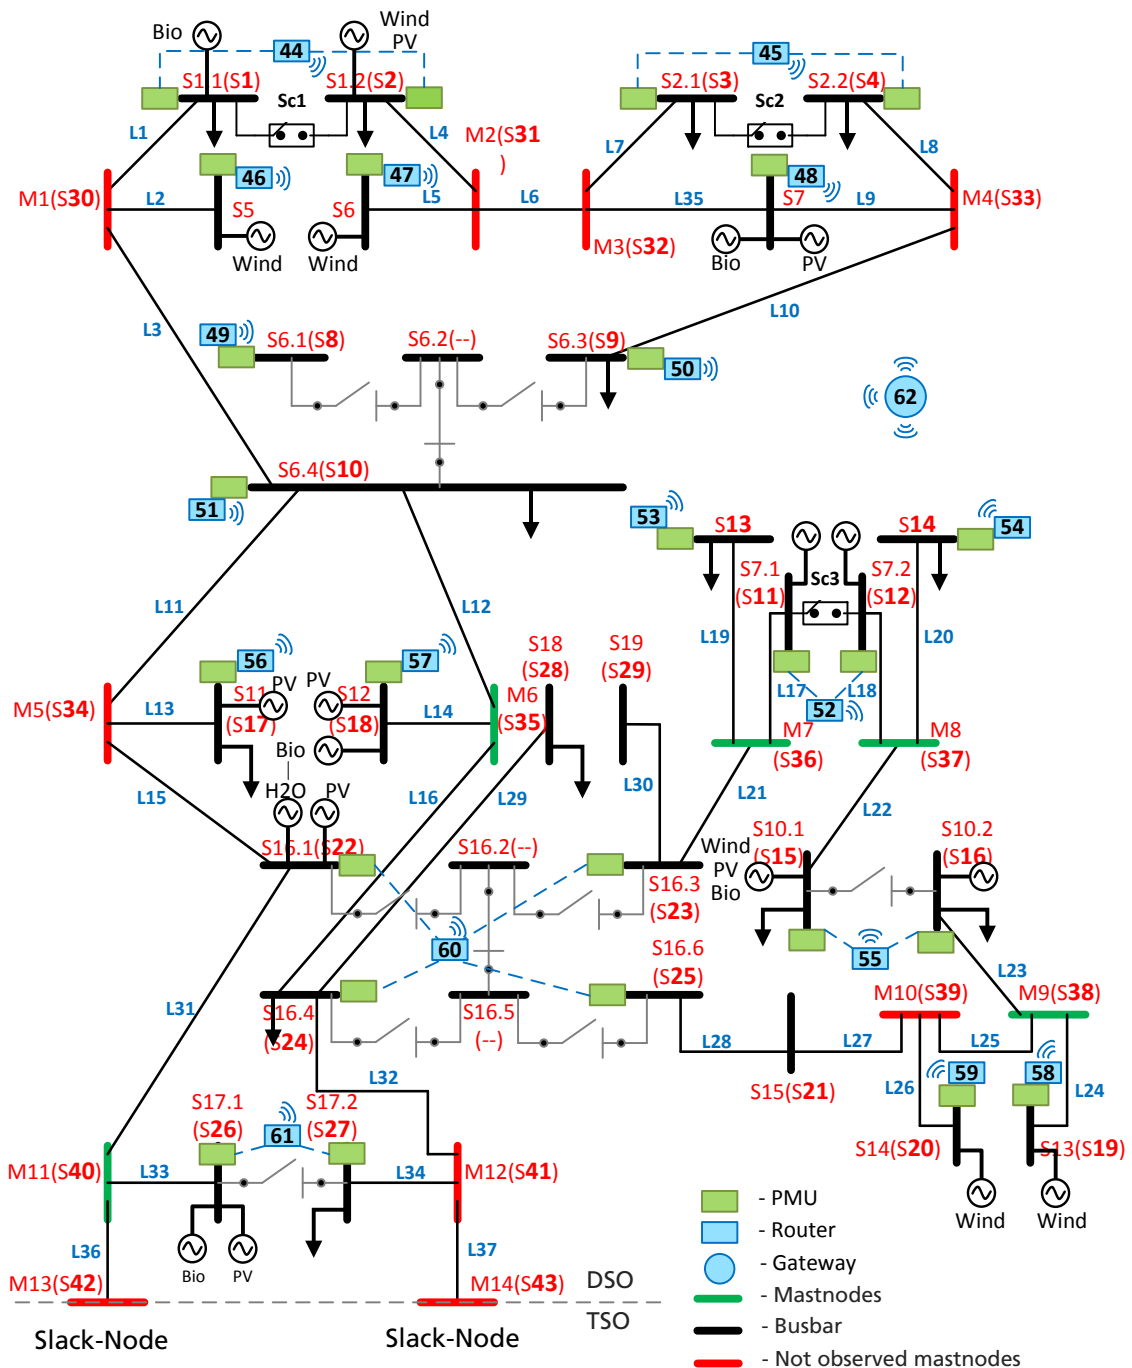 Bio
Wind
PV
44
45
S1.1(S1)
S1.2(S2)
S2.1(S3)
S2.2(S4)
Sc1
Sc2
L1
L4
M2(S31
)
L7
L8
46
47
48
M1(S30)
L2
S5
S6
L5
L6
L35
S7
L9
M4(S33)
M3(S32)
Wind
Wind
Bio
PV
L3
L10
49
S6.1(S8)
S6.2(--)
S6.3(S9)
50
62
S6.4(S10)
51
53
S13
S14
54
S7.1
(S11)
Sc3
S7.2
(S12)
L11
L12
L19
L20
56
57
S18
(S28)
S19
(S29)
L17
L18
52
M5(S34)
L13
S11
(S17)
PV
PV
S12
(S18)
L14
M6
(S35)
M7
(S36)
M8
(S37)
Bio
H2O
PV
L15
L16
L29
L30
L21
L22
S16.1(S22)
S16.2(--)
S16.3
(S23)
Wind
PV
Bio
S10.1
(S15)
S10.2
(S16)
60
55
S16.6
(S25)
L23
L31
S16.4
(S24)
S16.5
(--)
M10(S39)
M9(S38)
L28
L27
L25
L32
S15(S21)
L26
59
58
L24
S17.1
(S26)
61
S17.2
(S27)
S14(S20)
S13(S19)
M11(S40)
L33
L34
M12(S41)
Wind
Wind
L36
L37
Bio
PV
M13(S42)
M14(S43)
DSO
TSO
Slack-Node
Slack-Node
- PMU
- Router
- Gateway
- Mastnodes
- Busbar
- Not observed mastnodes